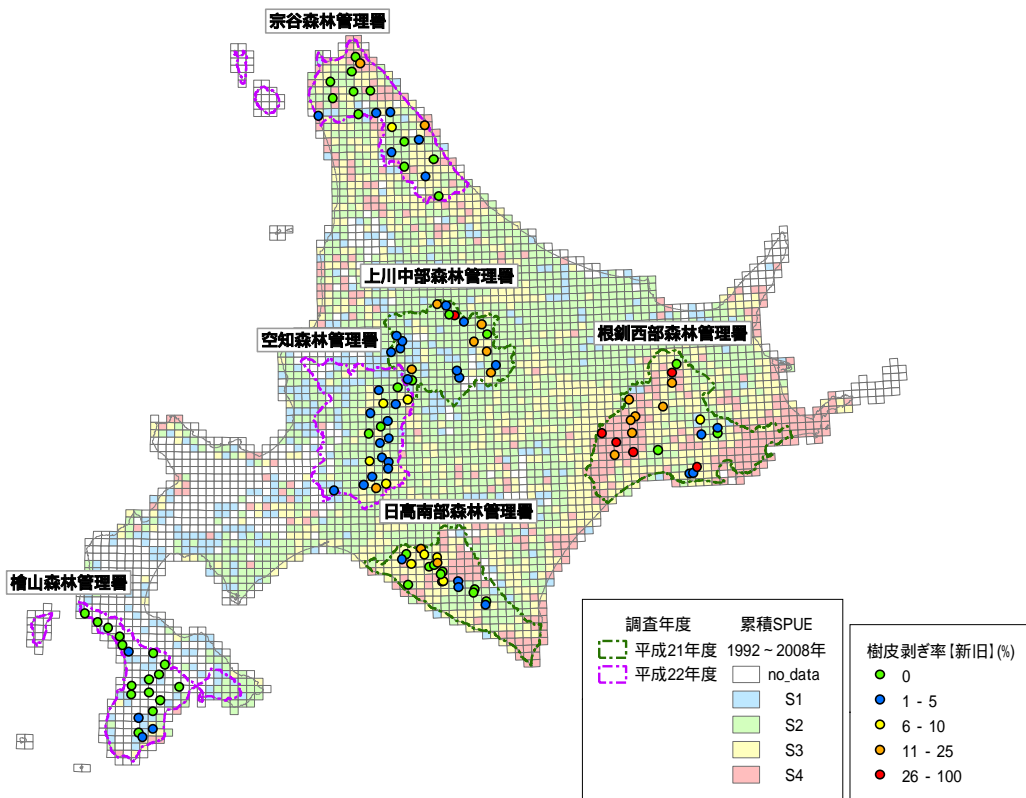 宗谷森林管理署
上川中部森林管理署
空知森林管理署
根釧西部森林管理署
日高南部森林管理署
檜山森林管理署
調査年度
平成21年度
平成22年度
累積SPUE
1992～2008年
no_data
S1
S2
S3
S4
樹皮剥ぎ率【新旧】(%)
0
1 - 5
6 - 10
11 - 25
26 - 100